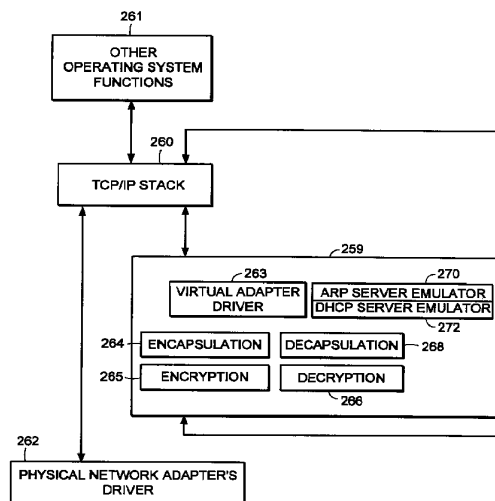 261
OTHER
OPERATING SYSTEM
FUNCTIONS
260
TCP/IP STACK
259
263
VIRTUAL ADAPTER
DRIVER
270
ARP SERVER EMULATOR
DHCP SERVER EMULATOR
272
264
ENCAPSULATION
DECAPSULATION
268
265
ENCRYPTION
DECRYPTION
266
262
PHYSICAL NETWORK ADAPTER'S
DRIVER